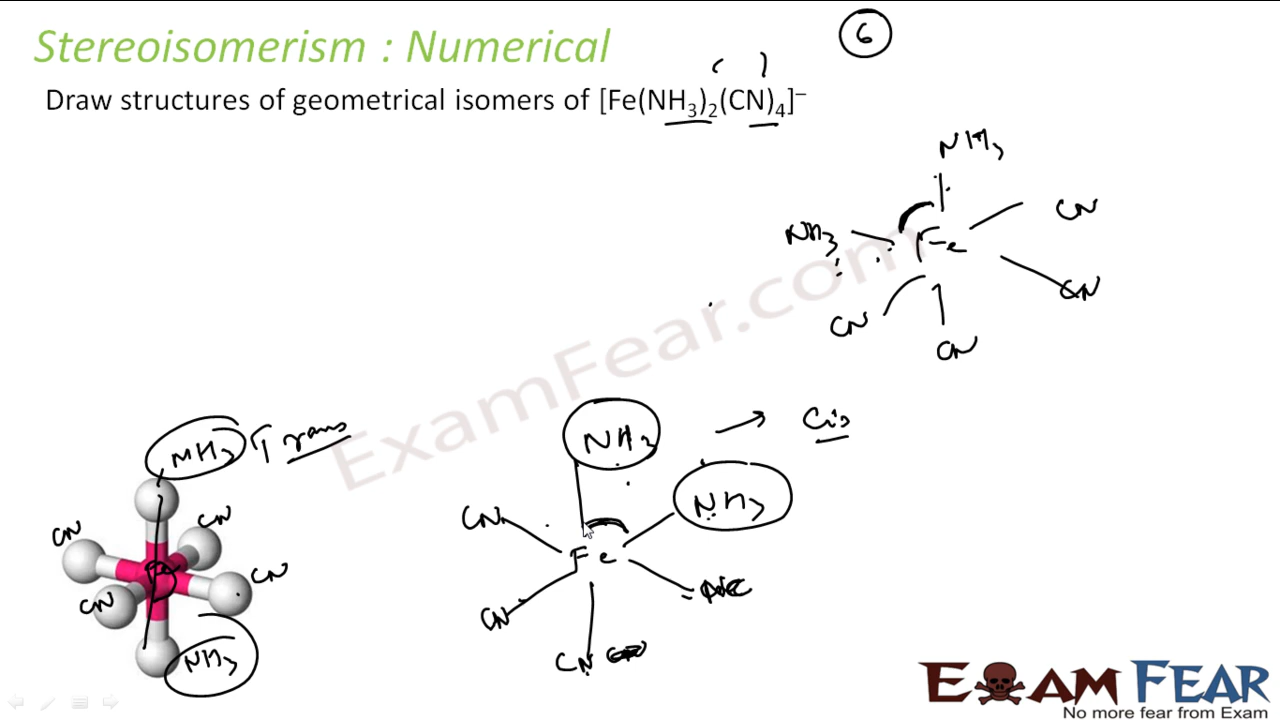 Stereoisomerism : Numerical
6
Draw structures of geometrical isomers of [Fe(NH₃)₂(CN)₄]⁻
NH₃
NH₃
Fe
CN
CN
CN
CN
ExamFear.com
Trans
NH₃
CN
CN
Fe
CN
CN
NH₃
Cis
NH₃
NH₃
CN
Fe
CN
CN
EXAM FEAR
No more fear from Exam